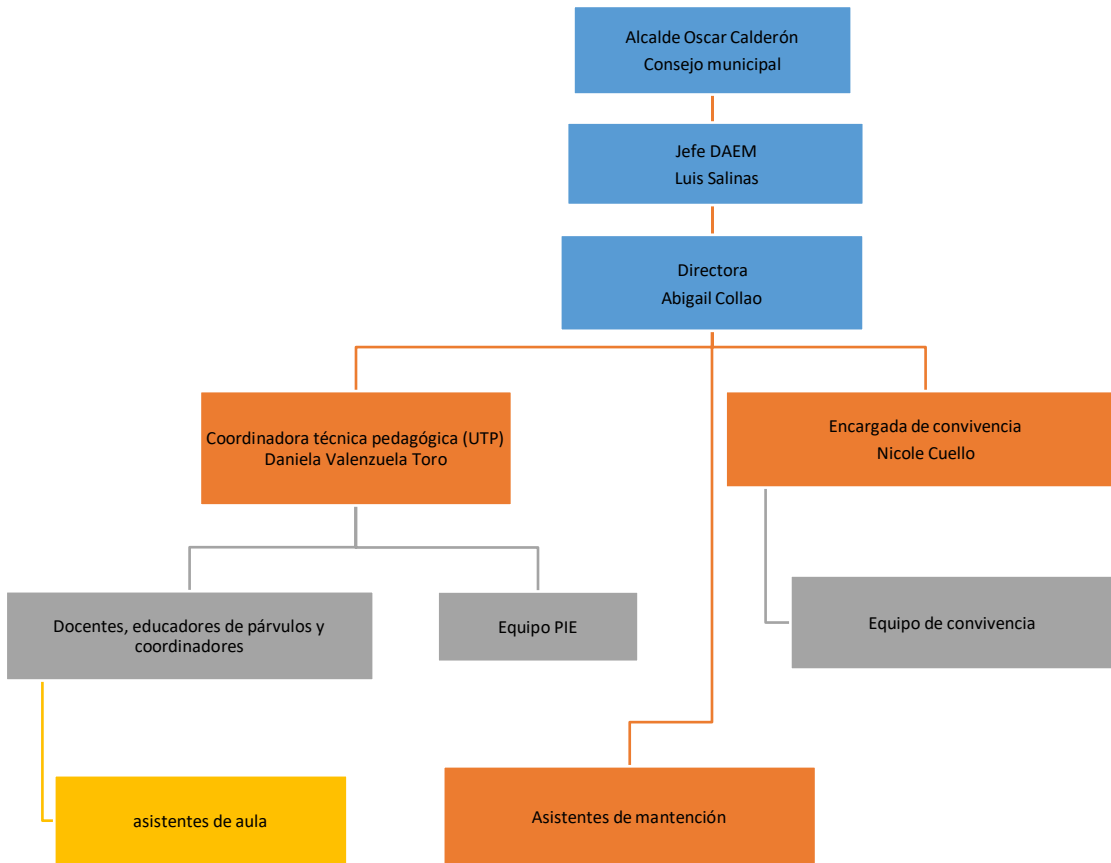 Alcalde Oscar Calderón
Consejo municipal
Jefe DAEM
Luis Salinas
Directora
Abigail Collao
Coordinadora técnica pedagógica (UTP)
Daniela Valenzuela Toro
Encargada de convivencia
Nicole Cuello
Docentes, educadores de párvulos y
coordinadores
Equipo PIE
Equipo de convivencia
asistentes de aula
Asistentes de mantención